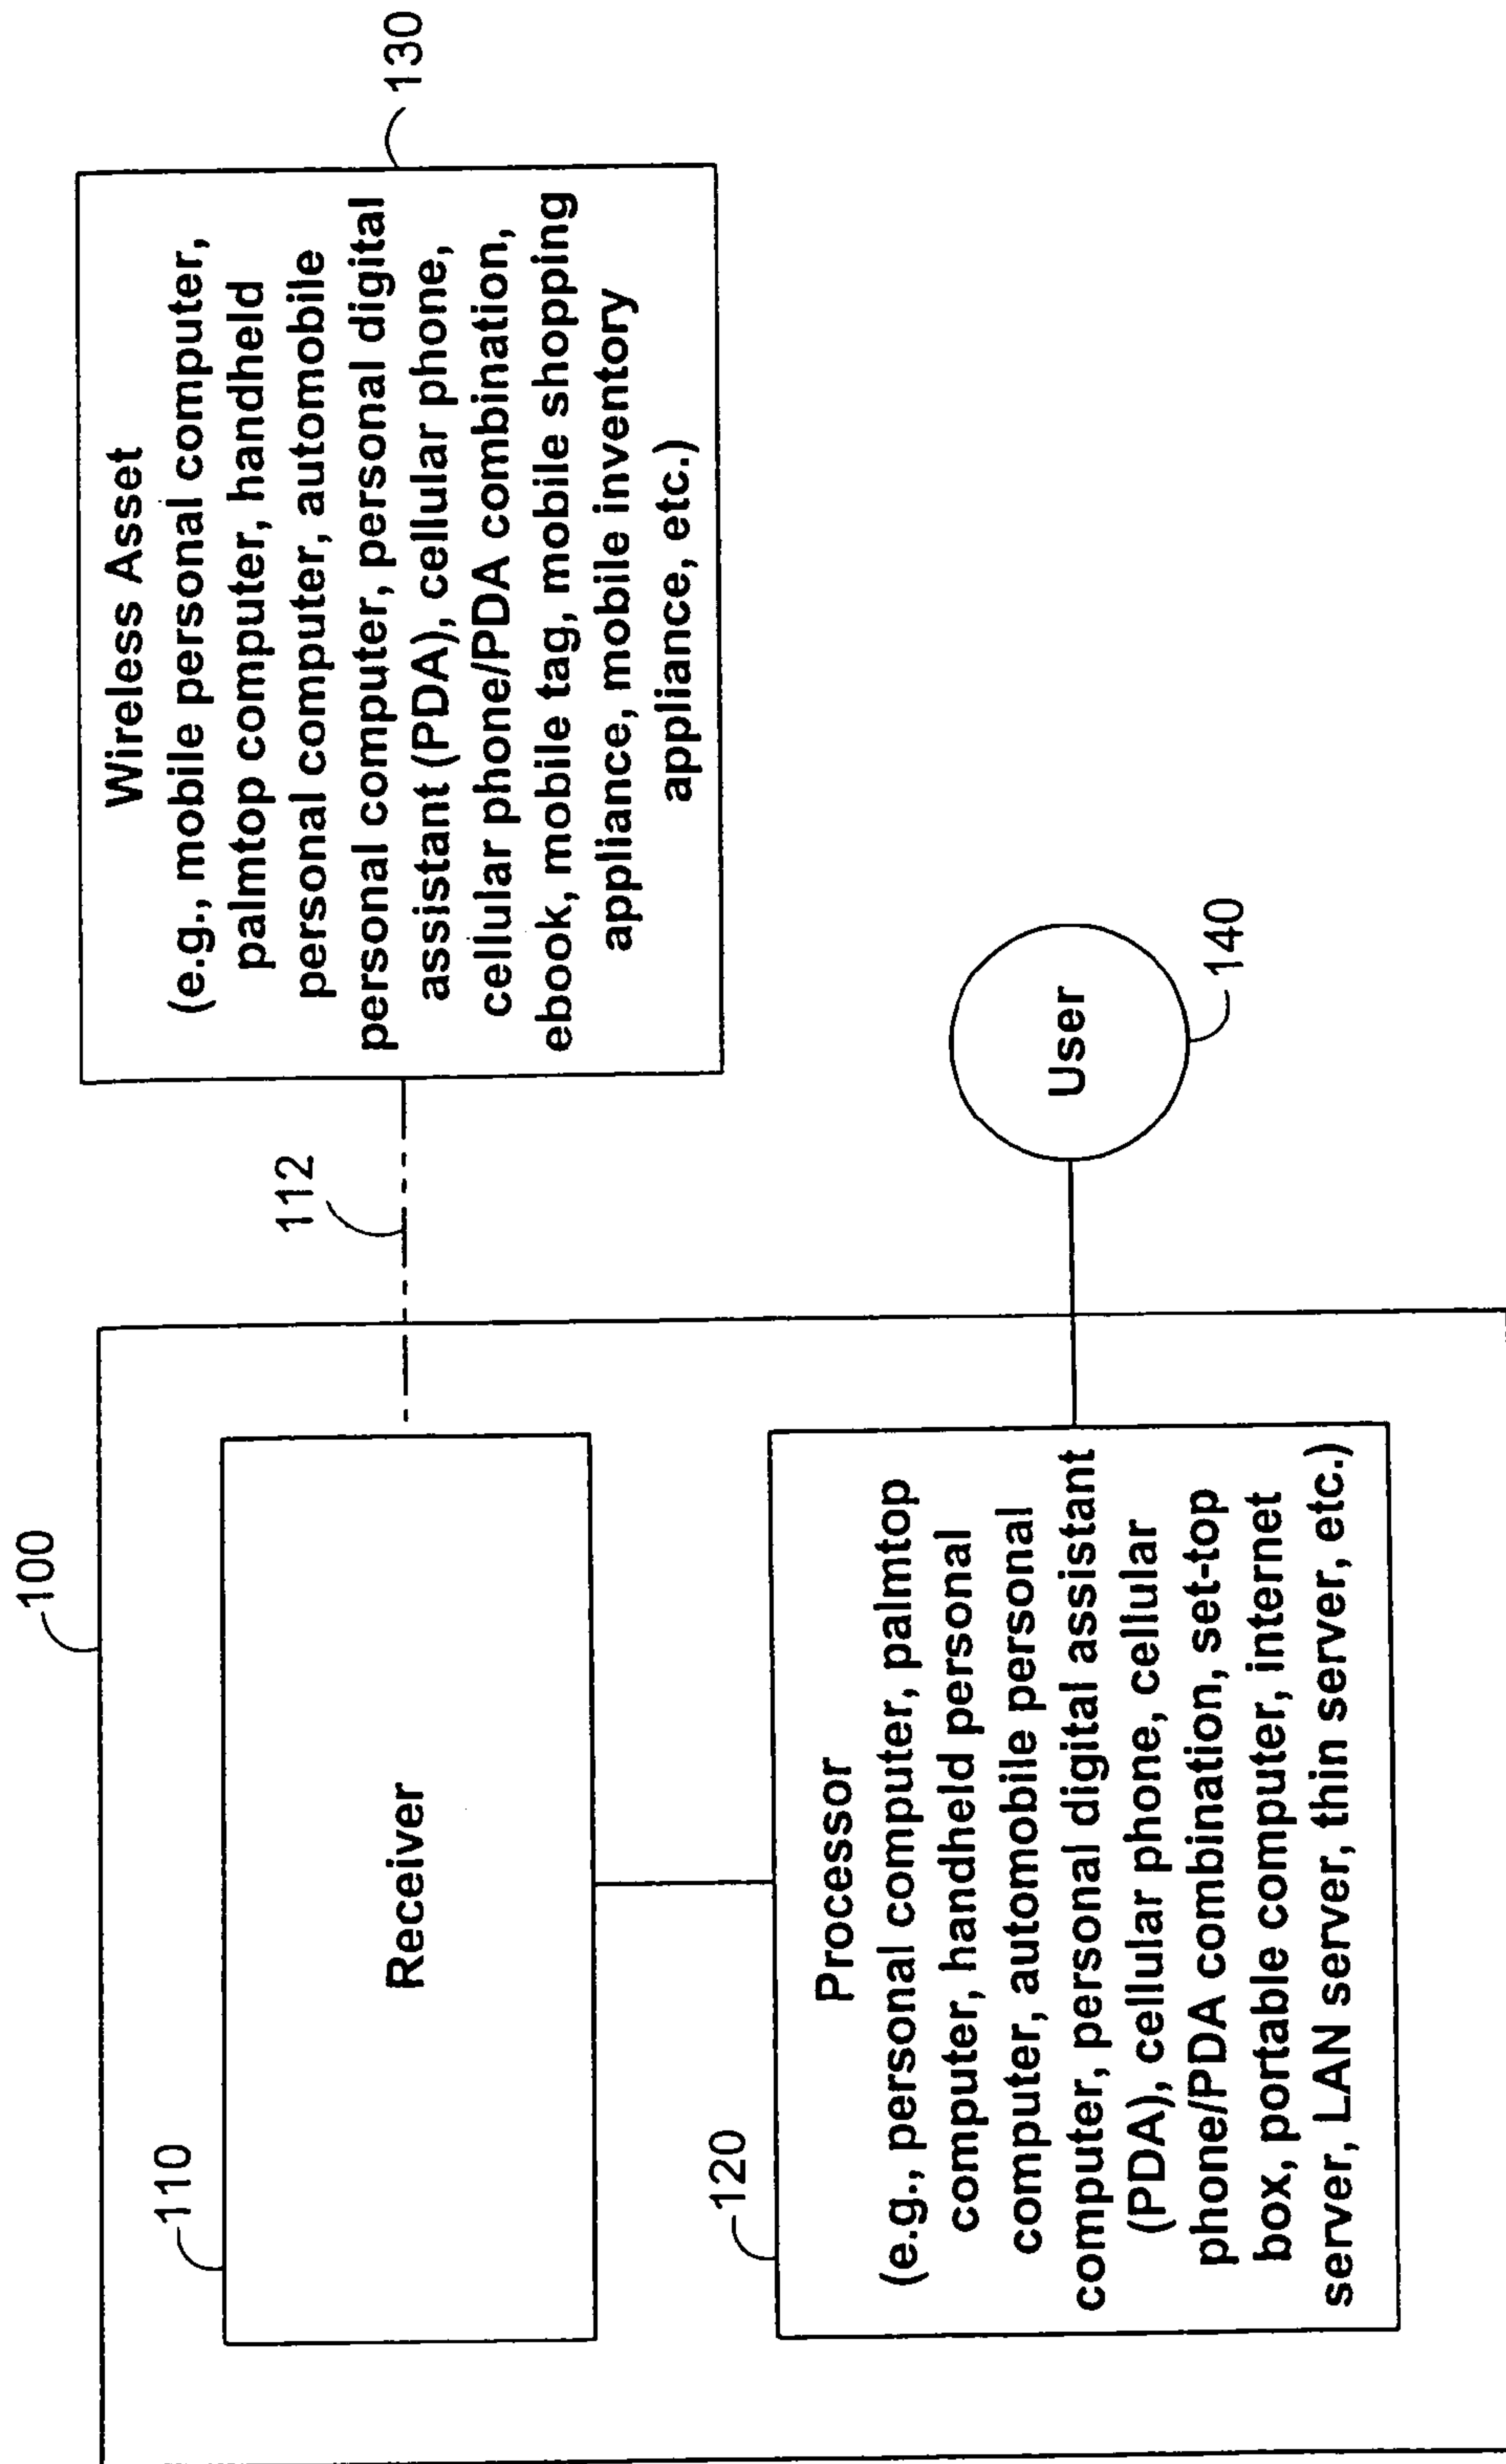 100
110
Receiver
112
Wireless Asset
(e.g., mobile personal computer,
palmtop computer, handheld
personal computer, automobile
personal computer, personal digital
assistant (PDA), cellular phone,
cellular phone/PDA combination,
ebook, mobile tag, mobile shopping
appliance, mobile inventory
appliance, etc.)
130
120
Processor
(e.g., personal computer, palmtop
computer, handheld personal
computer, automobile personal
computer, personal digital assistant
(PDA), cellular phone, cellular
phone/PDA combination, set-top
box, portable computer, internet
server, LAN server, thin server, etc.)
User
140